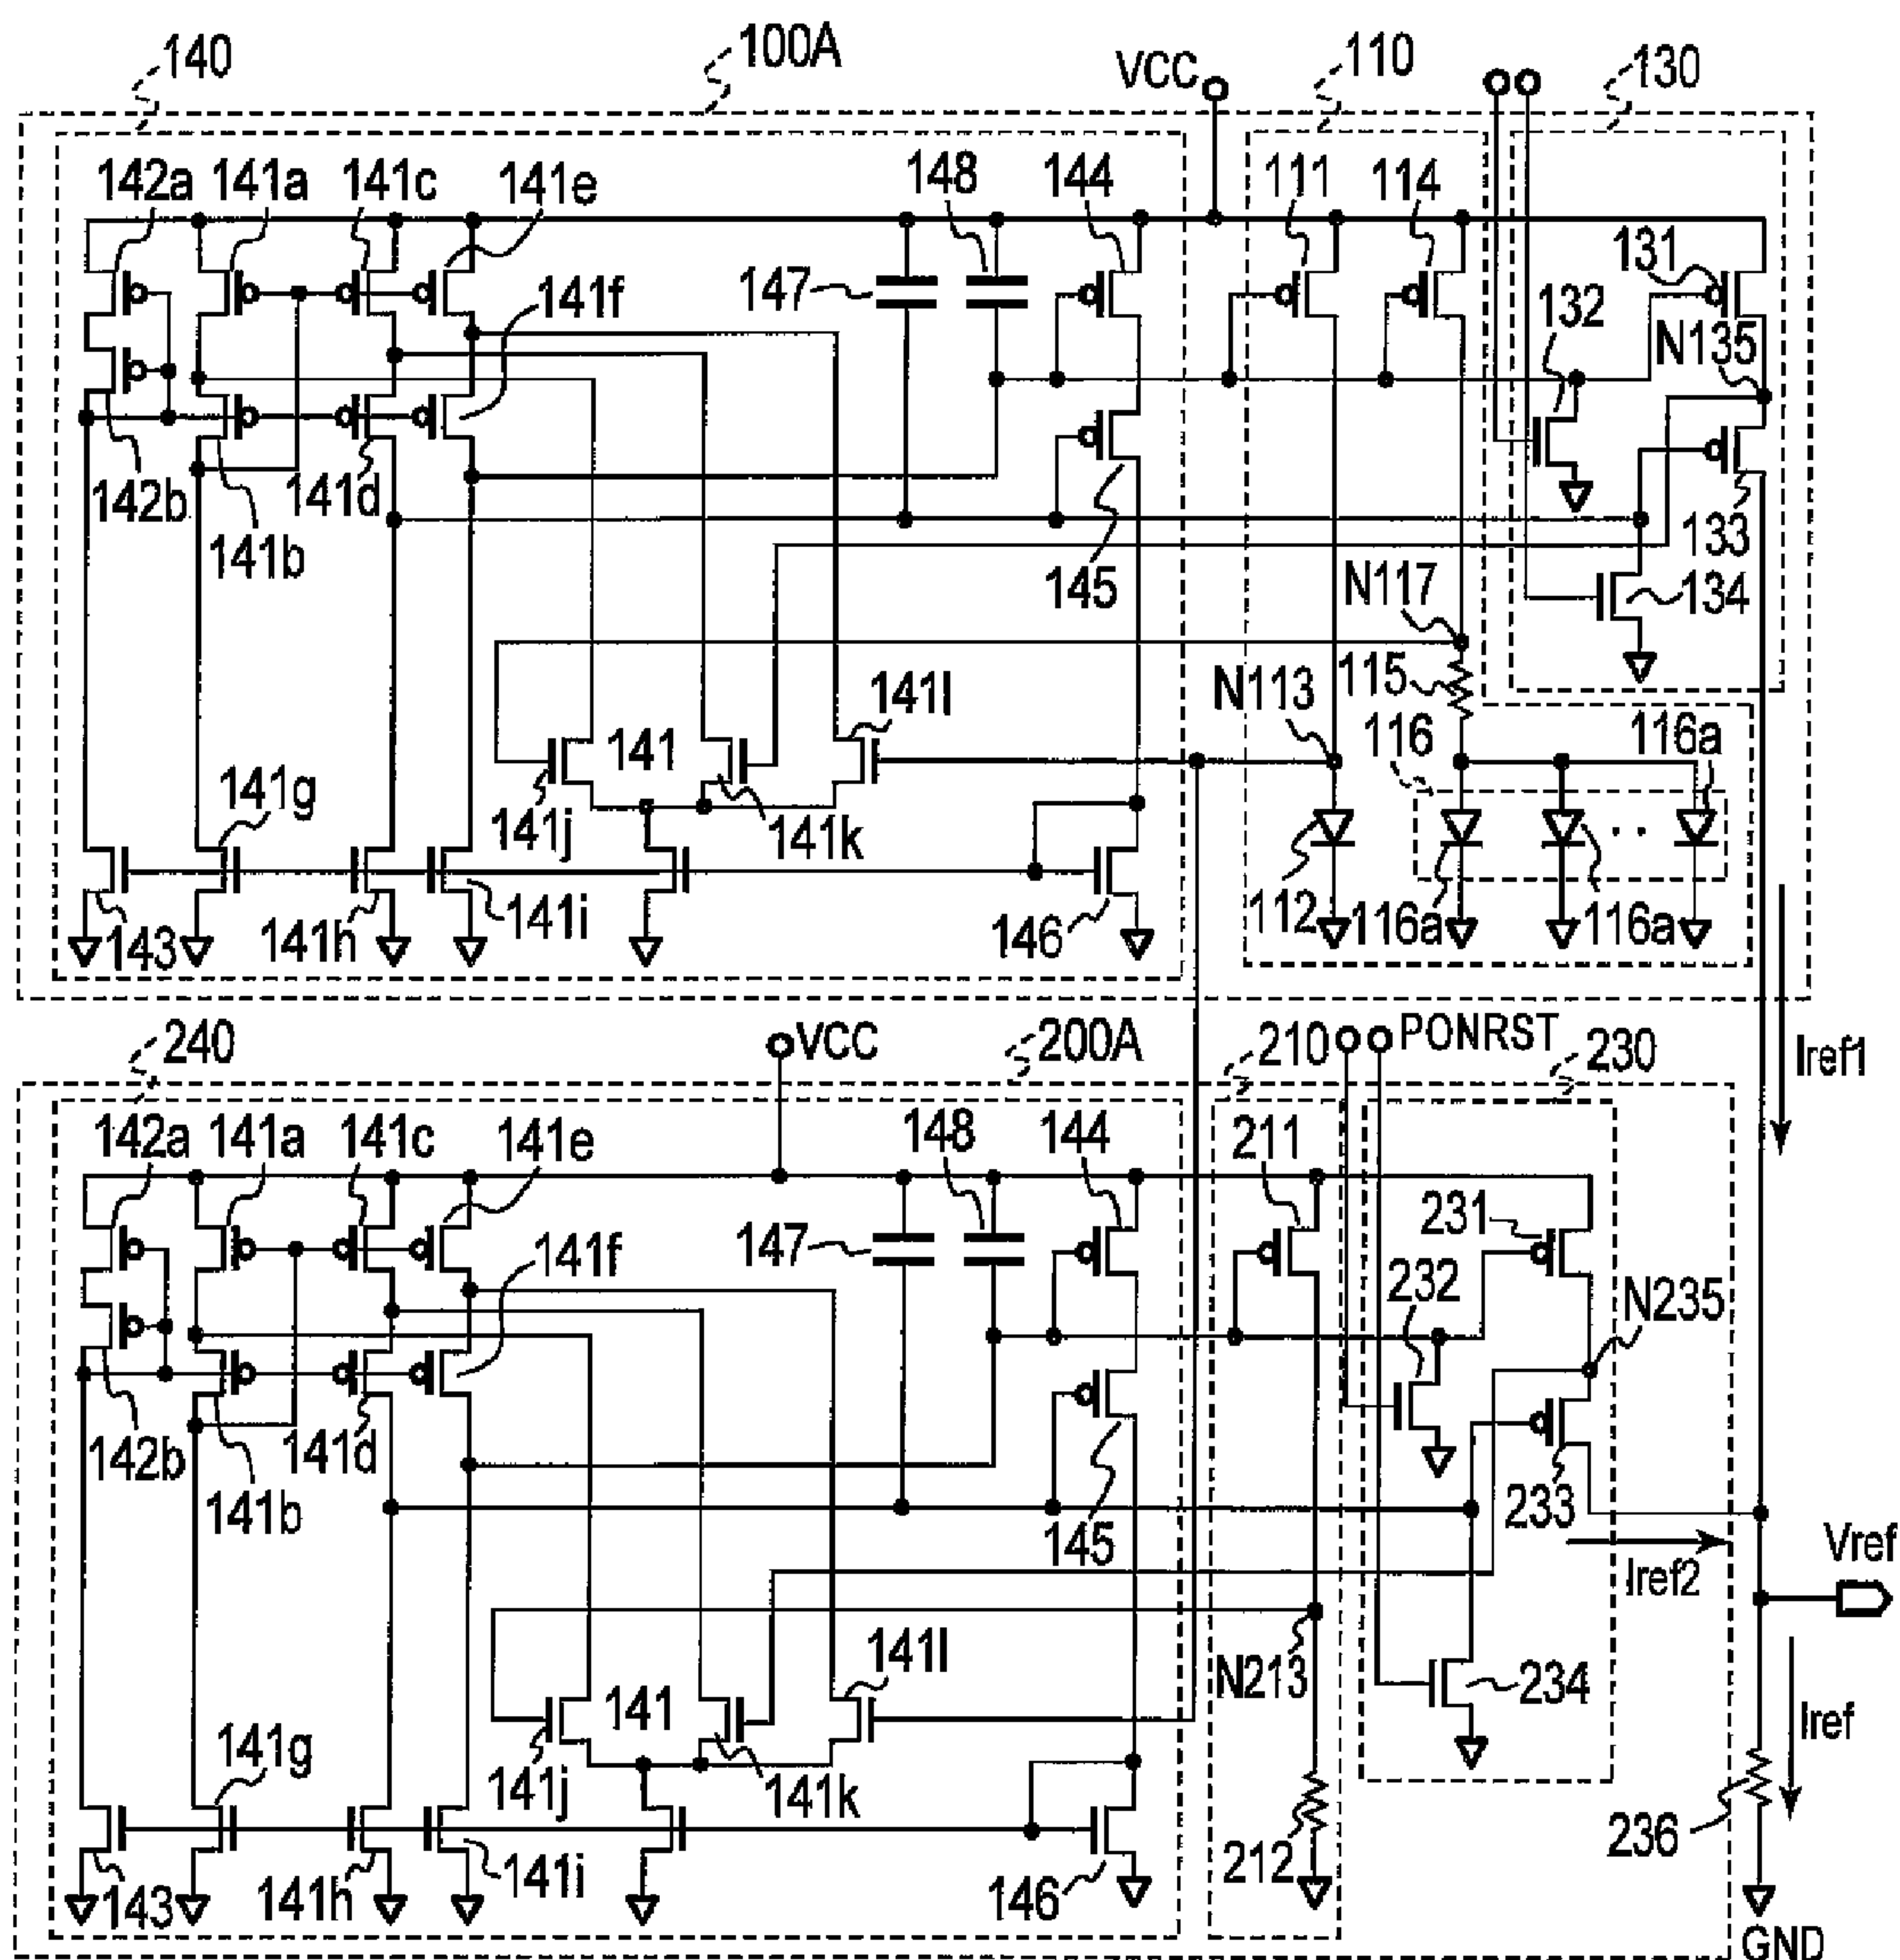 140
100A
VCC
110
130
142a
141a
141c
141e
148
144
111
114
131
147
141f
132
N135
142b
141b
141d
145
133
N117
134
N113
115
116
116a
141l
141
141g
141j
141k
112
116a
116a
143
141h
141i
146
Iref1
240
VCC
200A
210
PONRST
230
142a
141a
141c
141e
148
144
211
231
147
141f
232
N235
142b
141b
141d
145
233
Iref2
Vref
N213
141l
141
234
Iref
141g
141j
141k
212
236
143
141h
141i
146
GND